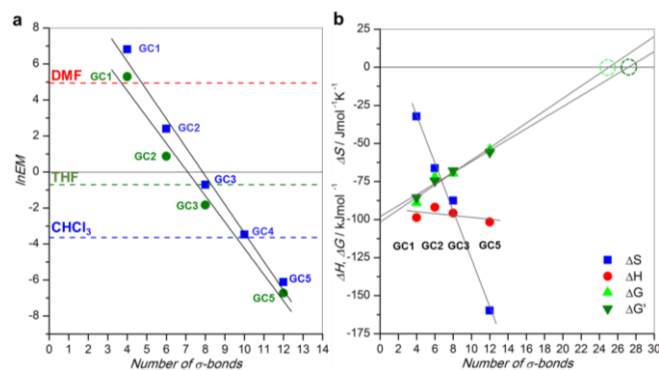 a
lnEM
8
6
4
2
0
-2
-4
-6
-8
DMF
THF
CHCl₃
GC1
GC1
GC2
GC2
GC3
GC3
GC4
GC5
GC5
0 1 2 3 4 5 6 7 8 9 10 11 12 13 14
Number of σ-bonds
b
ΔH, ΔG / kJmol⁻¹ ΔS / Jmol⁻¹K⁻¹
25
0
-25
-50
-75
-100
-125
-150
-175
GC1 GC2 GC3 GC5
ΔS
ΔH
ΔG
ΔG'
0 2 4 6 8 10 12 14 16 18 20 22 24 26 28 30
Number of σ-bonds